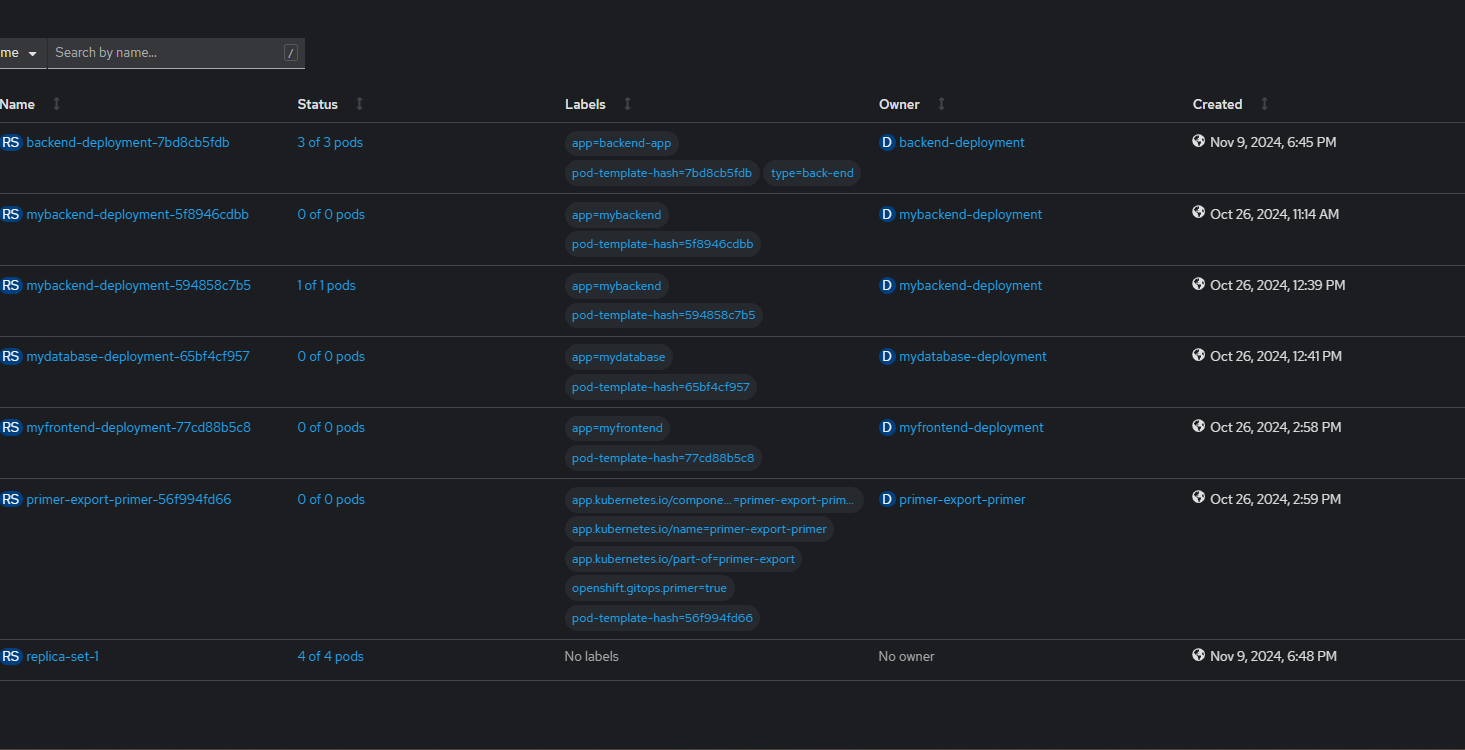 me
Search by name... /
Name Status Labels Owner Created
RS backend-deployment-7bd8cb5fdb 3 of 3 pods app=backend-app D backend-deployment Nov 9, 2024, 6:45 PM
pod-template-hash=7bd8cb5fdb type=back-end
RS mybackend-deployment-5f8946cdbb 0 of 0 pods app=mybackend D mybackend-deployment Oct 26, 2024, 11:14 AM
pod-template-hash=5f8946cdbb
RS mybackend-deployment-594858c7b5 1 of 1 pods app=mybackend D mybackend-deployment Oct 26, 2024, 12:39 PM
pod-template-hash=594858c7b5
RS mydatabase-deployment-65bf4cf957 0 of 0 pods app=mydatabase D mydatabase-deployment Oct 26, 2024, 12:41 PM
pod-template-hash=65bf4cf957
RS myfrontend-deployment-77cd88b5c8 0 of 0 pods app=myfrontend D myfrontend-deployment Oct 26, 2024, 2:58 PM
pod-template-hash=77cd88b5c8
RS primer-export-primer-56f994fd66 0 of 0 pods app.kubernetes.io/compone...=primer-export-prim... D primer-export-primer Oct 26, 2024, 2:59 PM
app.kubernetes.io/name=primer-export-primer
app.kubernetes.io/part-of=primer-export
openshift.gitops.primer=true
pod-template-hash=56f994fd66
RS replica-set-1 4 of 4 pods No labels No owner Nov 9, 2024, 6:48 PM